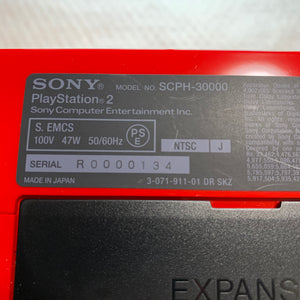 SONY® MODEL NO. SCPH-30000
PlayStation®2
Sony Computer Entertainment Inc.
S. EMCS
100V 47W 50/60Hz
PSE
NTSC J
SERIAL R0000134
MADE IN JAPAN 3-071-911-01 DR SKZ
EXPANS